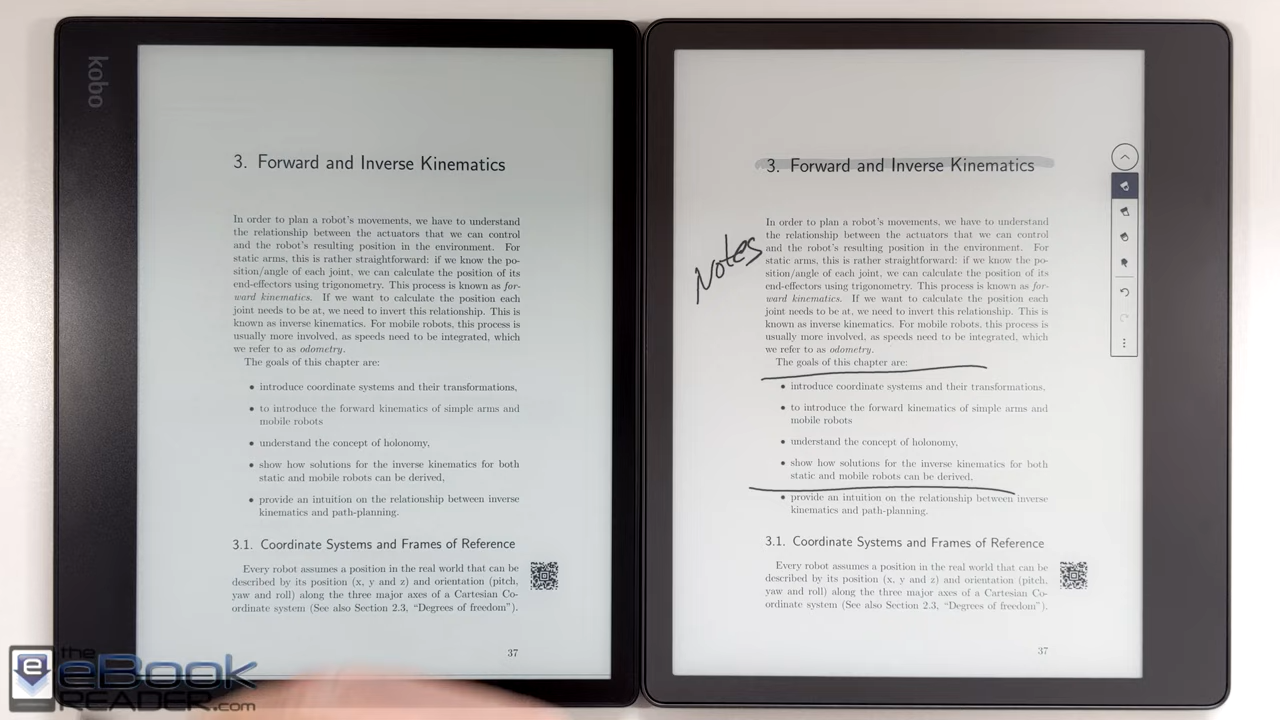 kobo
3. Forward and Inverse Kinematics
In order to plan a robot's movements, we have to understand
the relationship between the actuators that we can control
and the robot's resulting position in the environment. For
static arms, this is rather straightforward: if we know the po-
sition/angle of each joint, we can calculate the position of its
end-effectors using trigonometry. This process is known as for-
ward kinematics. If we want to calculate the position each
joint needs to be at, we need to invert this relationship. This is
known as inverse kinematics. For mobile robots, this process is
usually more involved, as speeds need to be integrated, which
we refer to as odometry.
The goals of this chapter are:
• introduce coordinate systems and their transformations,
• to introduce the forward kinematics of simple arms and
mobile robots
• understand the concept of holonomy,
• show how solutions for the inverse kinematics for both
static and mobile robots can be derived,
• provide an intuition on the relationship between inverse
kinematics and path-planning.
3.1. Coordinate Systems and Frames of Reference
Every robot assumes a position in the real world that can be
described by its position (x, y and z) and orientation (pitch,
yaw and roll) along the three major axes of a Cartesian Co-
ordinate system (See also Section 2.3, “Degrees of freedom”).
37
3. Forward and Inverse Kinematics
Notes
In order to plan a robot's movements, we have to understand
the relationship between the actuators that we can control
and the robot's resulting position in the environment. For
static arms, this is rather straightforward: if we know the po-
sition/angle of each joint, we can calculate the position of its
end-effectors using trigonometry. This process is known as for-
ward kinematics. If we want to calculate the position each
joint needs to be at, we need to invert this relationship. This is
known as inverse kinematics. For mobile robots, this process is
usually more involved, as speeds need to be integrated, which
we refer to as odometry.
The goals of this chapter are:
• introduce coordinate systems and their transformations,
• to introduce the forward kinematics of simple arms and
mobile robots
• understand the concept of holonomy,
• show how solutions for the inverse kinematics for both
static and mobile robots can be derived,
• provide an intuition on the relationship between inverse
kinematics and path-planning.
3.1. Coordinate Systems and Frames of Reference
Every robot assumes a position in the real world that can be
described by its position (x, y and z) and orientation (pitch,
yaw and roll) along the three major axes of a Cartesian Co-
ordinate system (See also Section 2.3, “Degrees of freedom”).
37
the
eBook
READER.com